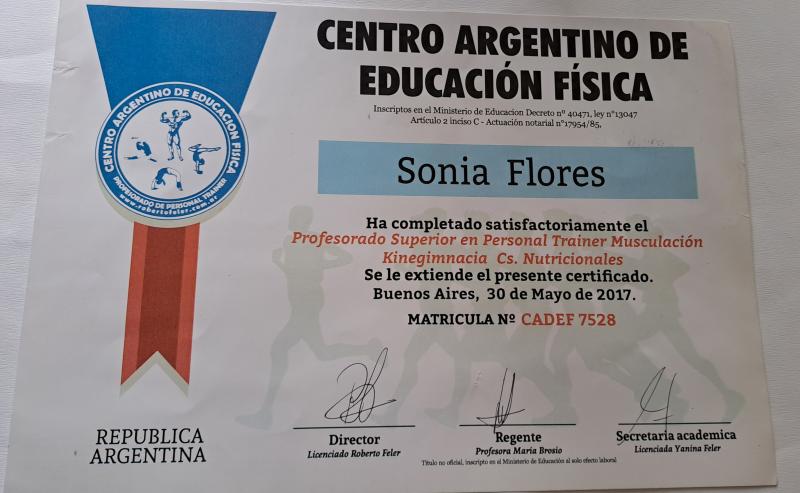 CENTRO ARGENTINO DE
EDUCACIÓN FÍSICA
Inscriptos en el Ministerio de Educacion Decreto nº 40471, ley nº13047
Artículo 2 inciso C - Actuación notarial nº17954/85,
CENTRO ARGENTINO DE EDUCACION FISICA
PROFESORADO DE PERSONAL TRAINER
www.robertofeler.com.ar
Sonia Flores
Ha completado satisfactoriamente el
Profesorado Superior en Personal Trainer Musculación
Kinegimnacia Cs. Nutricionales
Se le extiende el presente certificado.
Buenos Aires, 30 de Mayo de 2017.
MATRICULA Nº CADEF 7528
REPUBLICA
ARGENTINA
Director
Licenciado Roberto Feler
Regente
Profesora Maria Brosio
Secretaria academica
Licenciada Yanina Feler
Título no oficial, inscripto en el Ministerio de Educación al solo efecto laboral